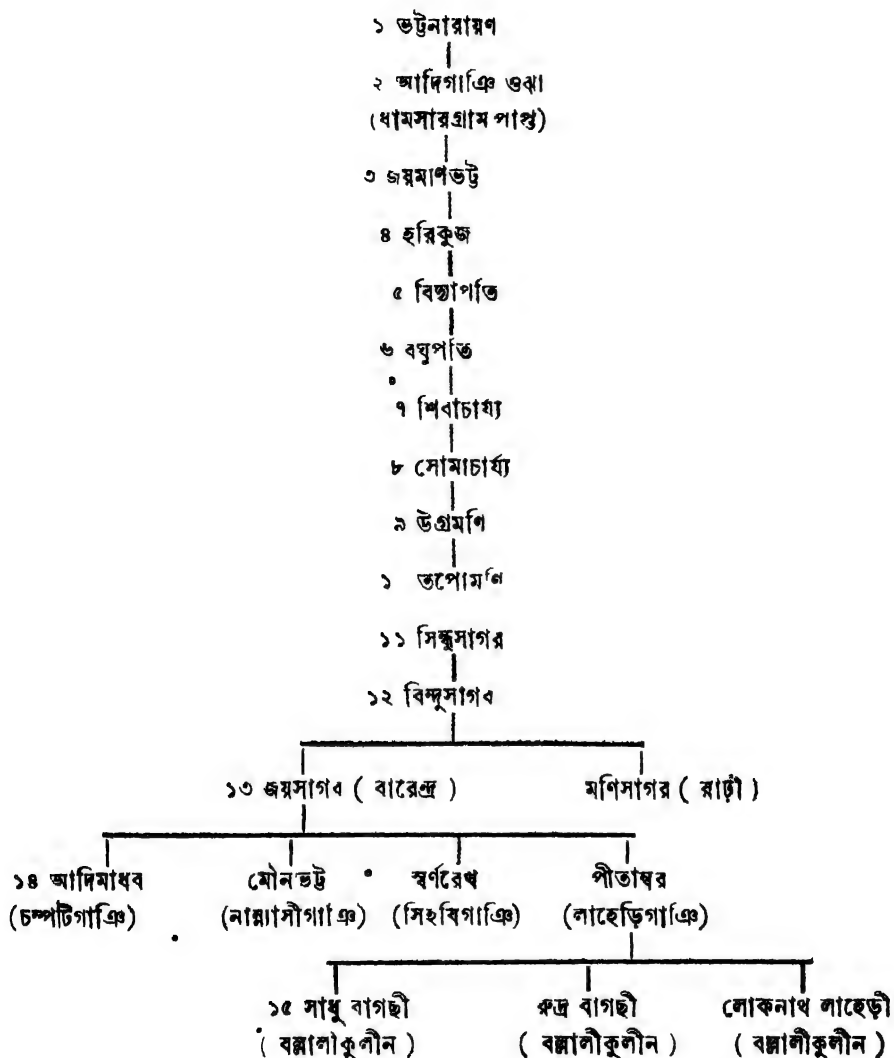 ১ ভট্টনারায়ণ
২ আদিগাঞি ওঝা
(ধামসারগ্রাম পাপ্ত)
৩ জয়মাণভট্ট
৪ হরিকুজ
৫ বিদ্যাপতি
৬ বঘুপতি
৭ শিবাচার্য্য
৮ সোমাচার্য্য
৯ উগ্রমণি
১ তপোমণি
১১ সিন্ধুসাগর
১২ বিন্দুসাগব
১৩ জয়সাগব ( বারেন্দ্র ) মণিসাগর ( রাঢ়ী )
১৪ আদিমাধব মৌনভট্ট স্বর্ণরেখ পীতাম্বর
(চম্পটিগাঞি) (নান্ন্যাসীগাঞি) (সিহবিগাঞি) (লাহেড়িগাঞি)
১৫ সাধু বাগছী রুদ্র বাগছী লোকনাথ লাহেড়ী
( বল্লালীকুলীন ) ( বল্লালীকুলীন ) ( বল্লালীকুলীন )